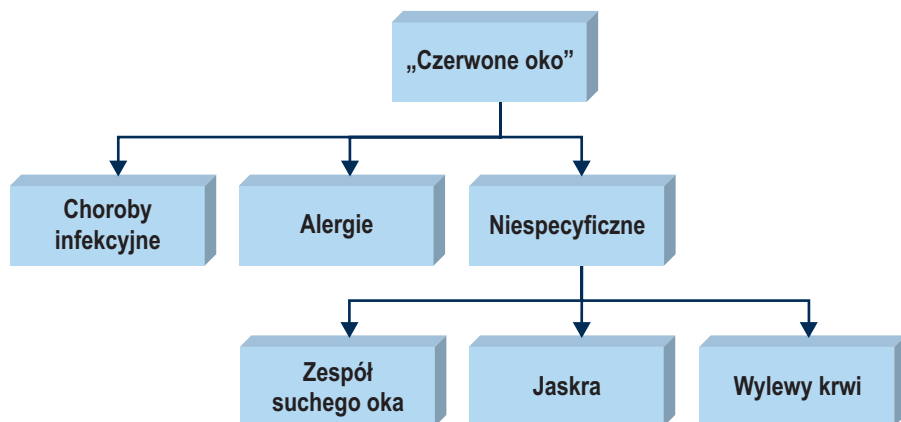 „Czerwone oko”
Choroby
infekcyjne
Alergie
Niespecyficzne
Zespół
suchego oka
Jaskra
Wylewy krwi